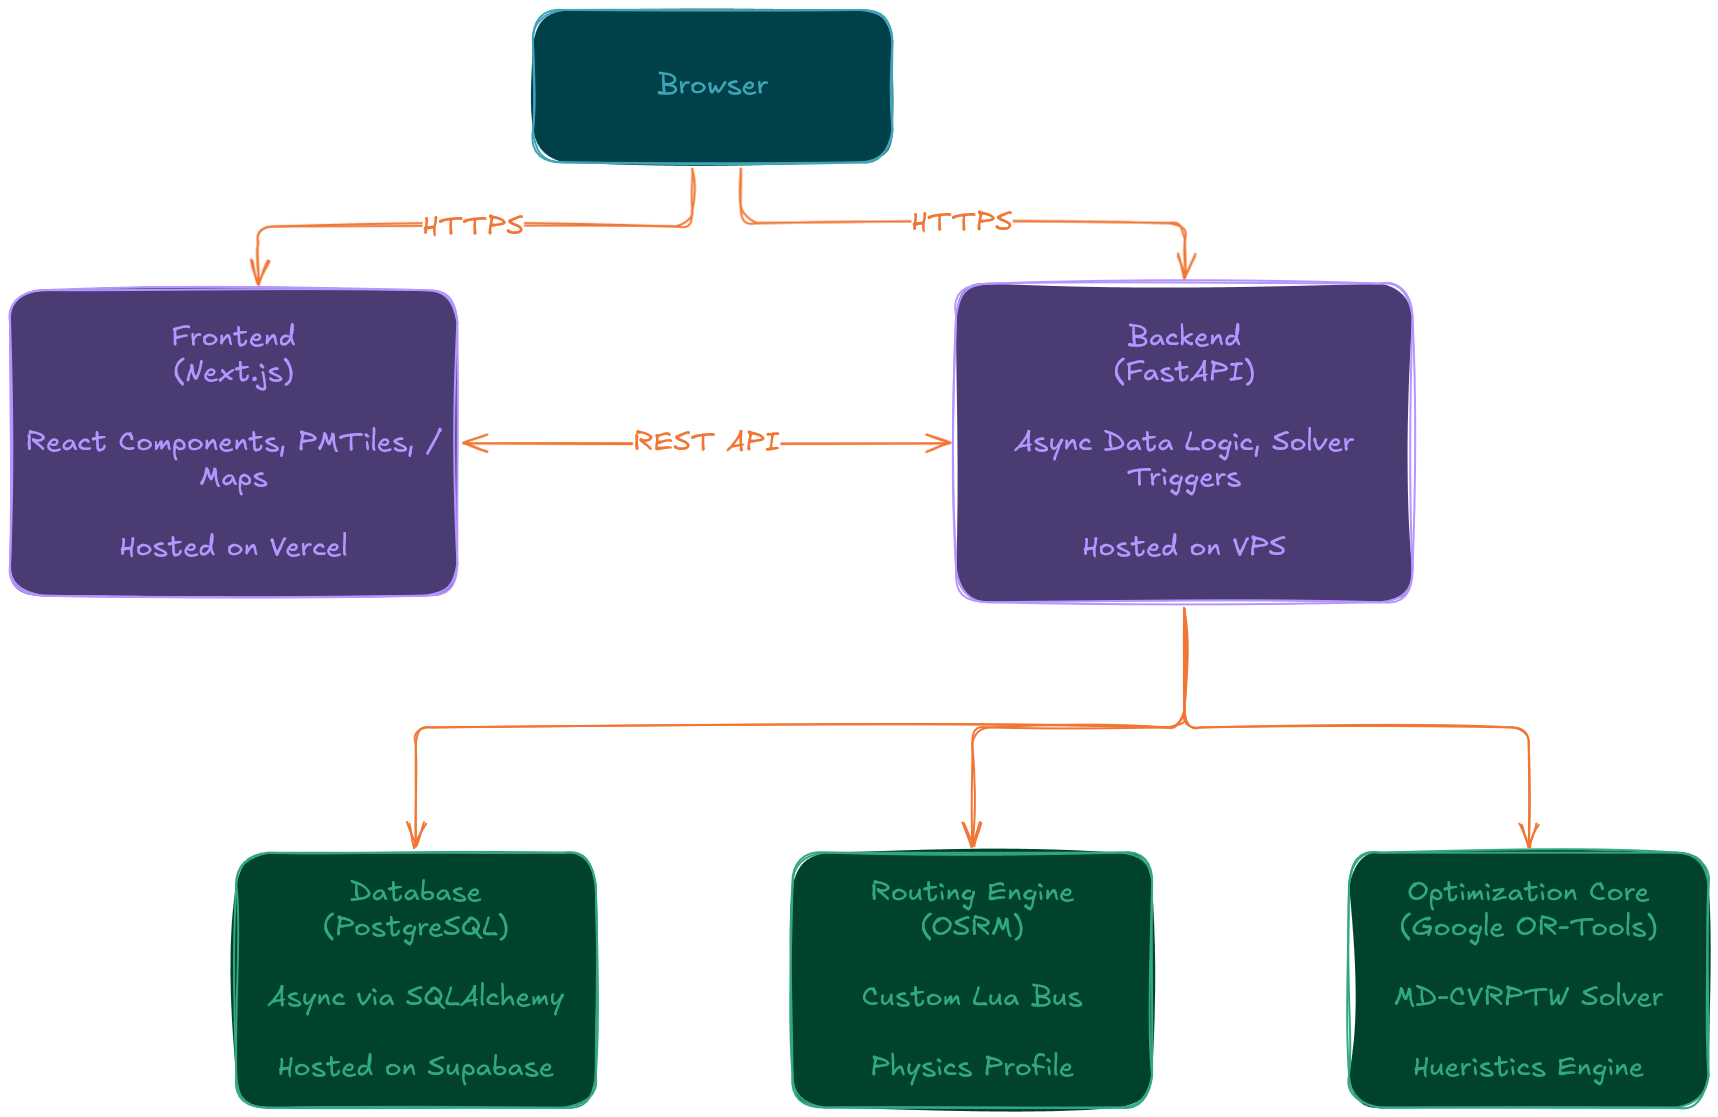 Browser
HTTPS
HTTPS
Frontend
(Next.js)
React Components, PMTiles, /
Maps
Hosted on Vercel
REST API
Backend
(FastAPI)
Async Data Logic, Solver
Triggers
Hosted on VPS
Database
(PostgreSQL)
Async via SQLAlchemy
Hosted on Supabase
Routing Engine
(OSRM)
Custom Lua Bus
Physics Profile
Optimization Core
(Google OR-Tools)
MD-CVRPTW Solver
Hueristics Engine